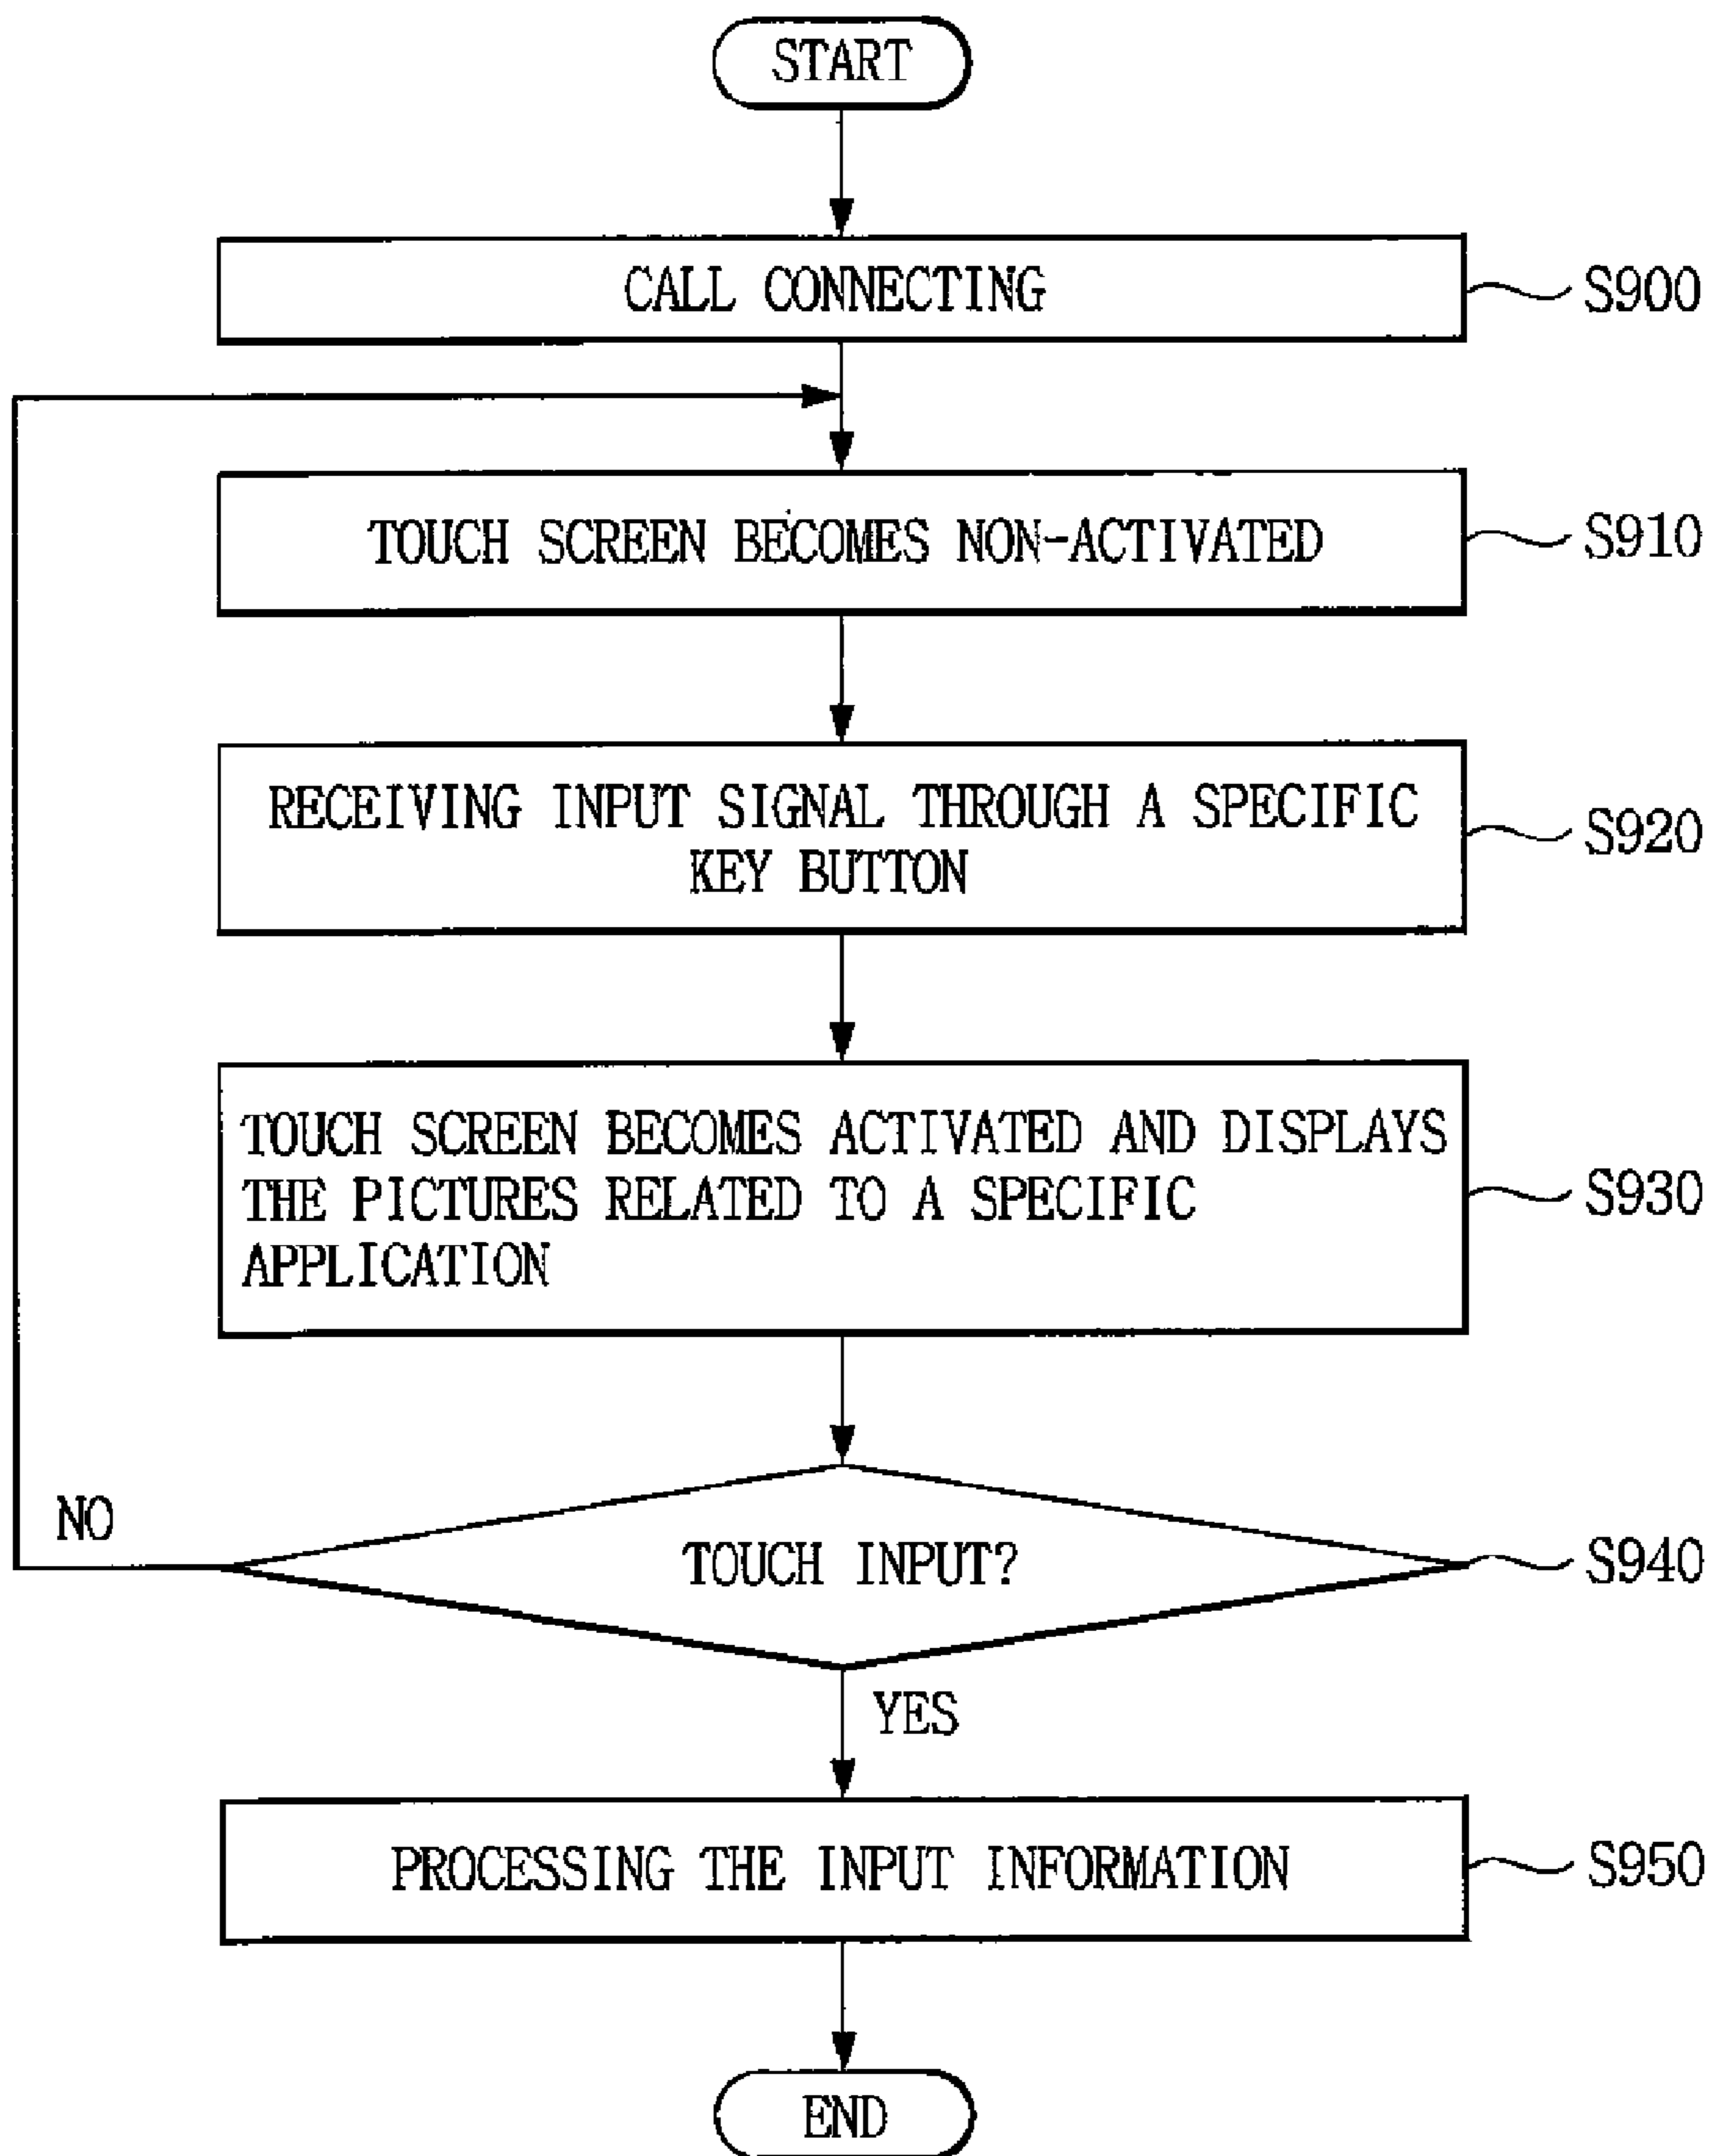 START
CALL CONNECTING
S900
TOUCH SCREEN BECOMES NON-ACTIVATED
S910
RECEIVING INPUT SIGNAL THROUGH A SPECIFIC
KEY BUTTON
S920
TOUCH SCREEN BECOMES ACTIVATED AND DISPLAYS
THE PICTURES RELATED TO A SPECIFIC
APPLICATION
S930
NO
TOUCH INPUT?
S940
YES
PROCESSING THE INPUT INFORMATION
S950
END